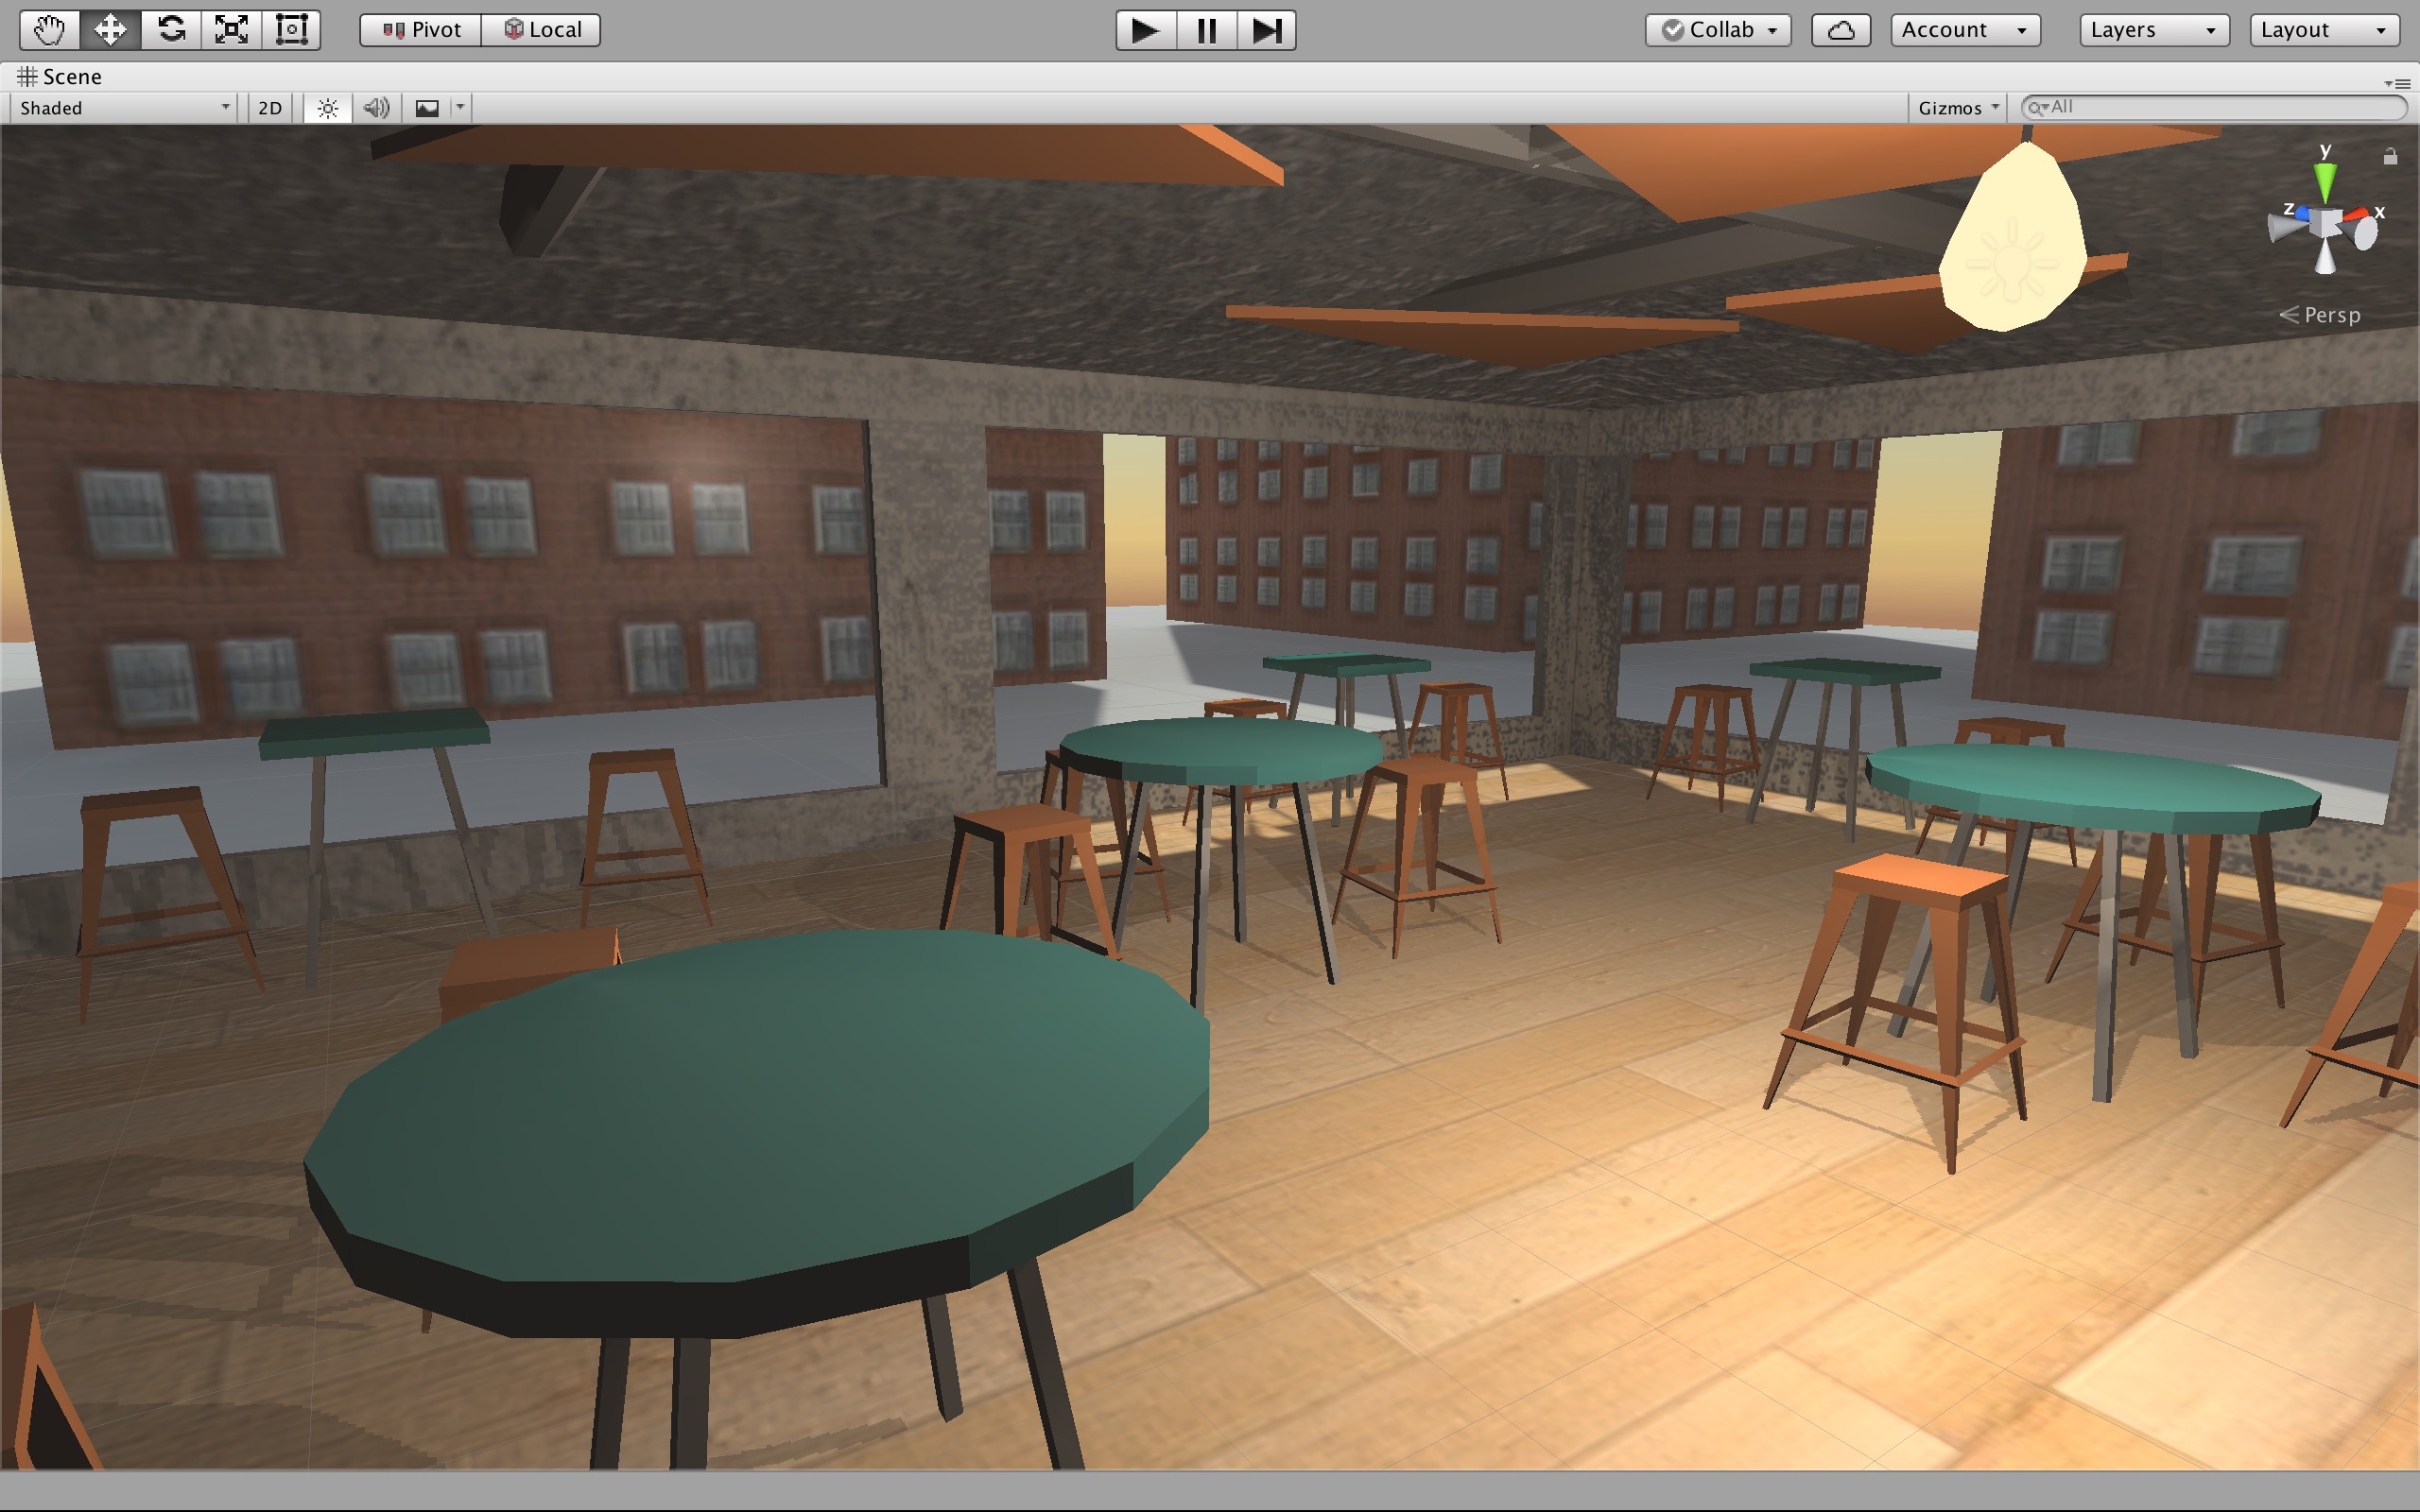 Pivot Local Collab Account Layers Layout
Scene
Shaded 2D Gizmos All
y
z x
Persp